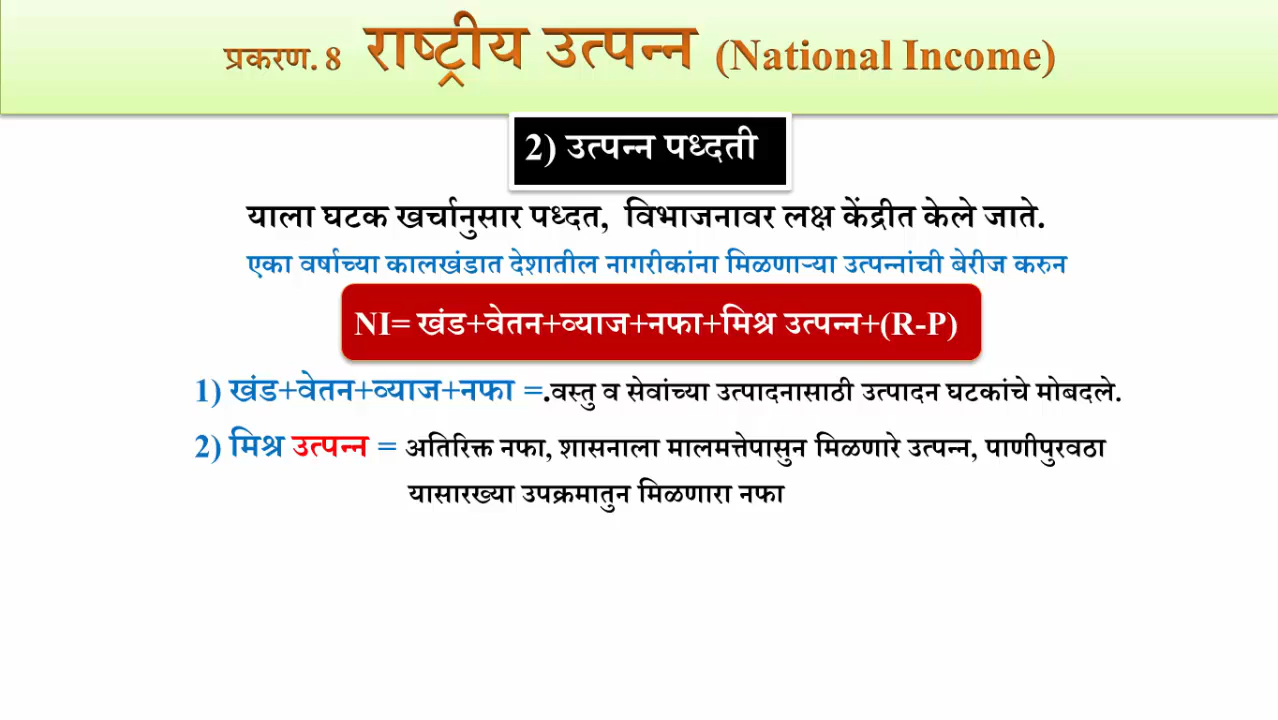 प्रकरण. 8 राष्ट्रीय उत्पन्न (National Income)
2) उत्पन्न पध्दती
याला घटक खर्चानुसार पध्दत, विभाजनावर लक्ष केंद्रीत केले जाते.
एका वर्षाच्या कालखंडात देशातील नागरीकांना मिळणाऱ्या उत्पन्नांची बेरीज करुन
NI= खंड+वेतन+व्याज+नफा+मिश्र उत्पन्न+(R-P)
1) खंड+वेतन+व्याज+नफा =.वस्तु व सेवांच्या उत्पादनासाठी उत्पादन घटकांचे मोबदले.
2) मिश्र उत्पन्न = अतिरिक्त नफा, शासनाला मालमत्तेपासुन मिळणारे उत्पन्न, पाणीपुरवठा
यासारख्या उपक्रमातुन मिळणारा नफा